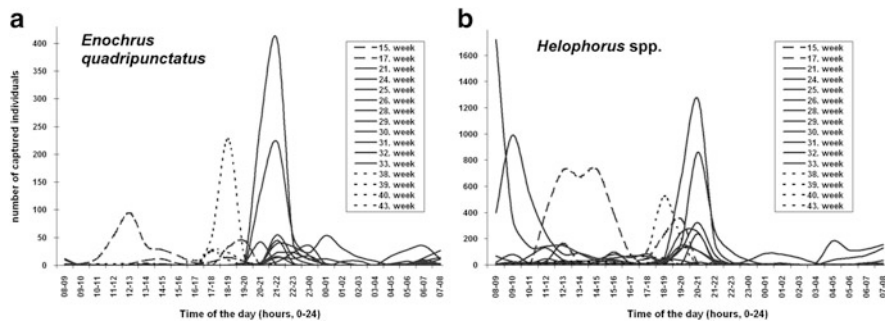 a
Enochrus
quadripunctatus
number of captured individuals
400
350
300
250
200
150
100
50
0
15. week
17. week
21. week
24. week
25. week
26. week
28. week
29. week
30. week
31. week
32. week
33. week
38. week
39. week
40. week
43. week
08-09
09-10
10-11
11-12
12-13
13-14
14-15
15-16
16-17
17-18
18-19
19-20
20-21
21-22
22-23
23-00
00-01
01-02
02-03
03-04
04-05
05-06
06-07
07-08
Time of the day (hours, 0-24)
b
Helophorus spp.
1600
1400
1200
1000
800
600
400
200
0
15. week
17. week
21. week
24. week
25. week
26. week
28. week
29. week
30. week
31. week
32. week
33. week
38. week
39. week
40. week
43. week
08-09
09-10
10-11
11-12
12-13
13-14
14-15
15-16
16-17
17-18
18-19
19-20
20-21
21-22
22-23
23-00
00-01
01-02
02-03
03-04
04-05
05-06
06-07
07-08
Time of the day (hours, 0-24)